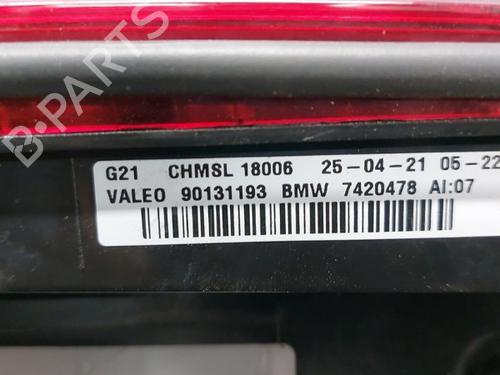 B-PARTS
G21 CHMSL 18006 25-04-21 05-22
VALEO 90131193 BMW 7420478 AI:07